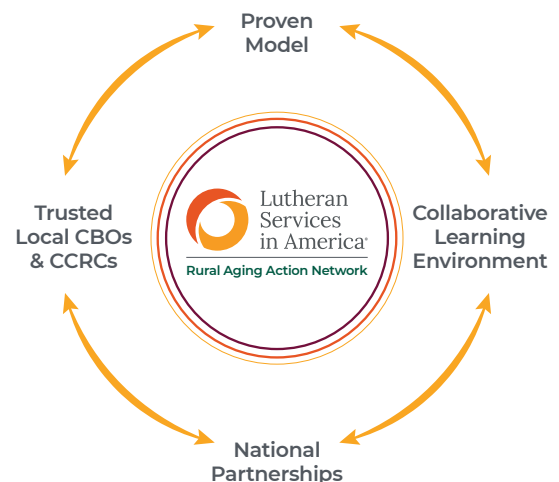 Proven
Model
Trusted
Local CBOs
& CCRCs
Lutheran
Services
in America®
Rural Aging Action Network
Collaborative
Learning
Environment
National
Partnerships